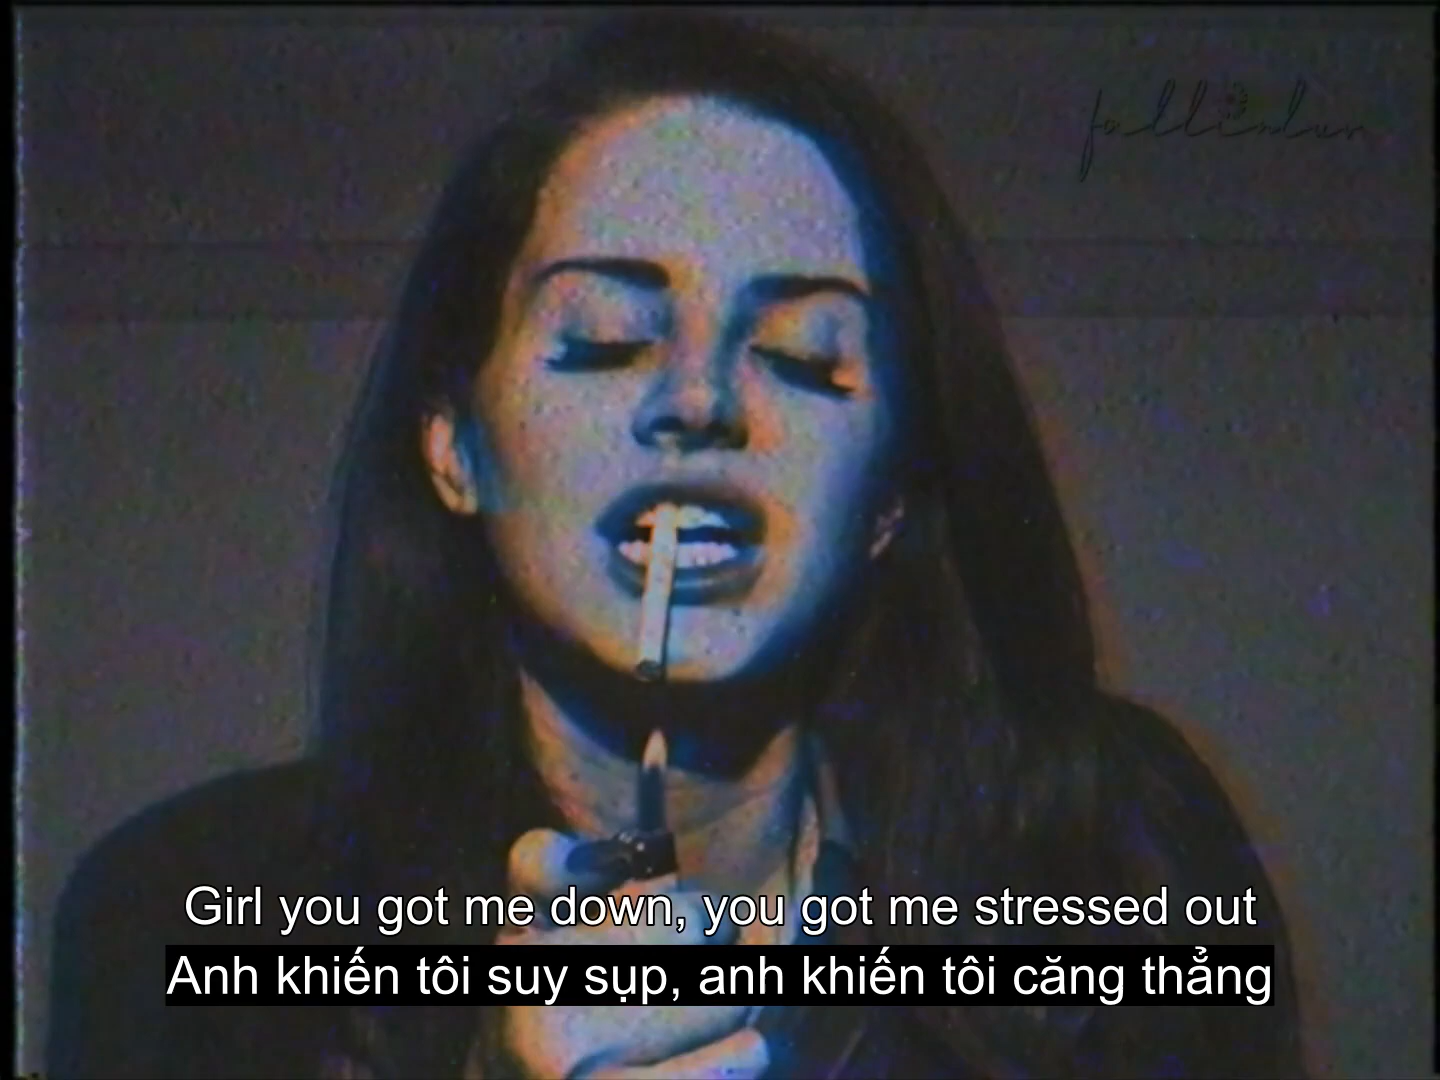 fallinluv
Girl you got me down, you got me stressed out
Anh khiến tôi suy sụp, anh khiến tôi căng thẳng